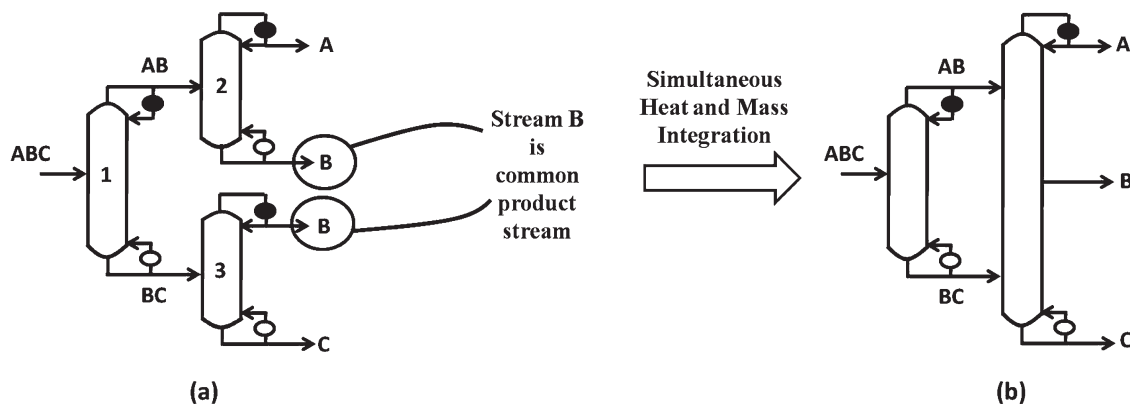 A
AB
2
ABC
1
B
Stream B
is
common
product
stream
B
3
BC
C
(a)
Simultaneous
Heat and Mass
Integration
A
AB
ABC
B
BC
C
(b)